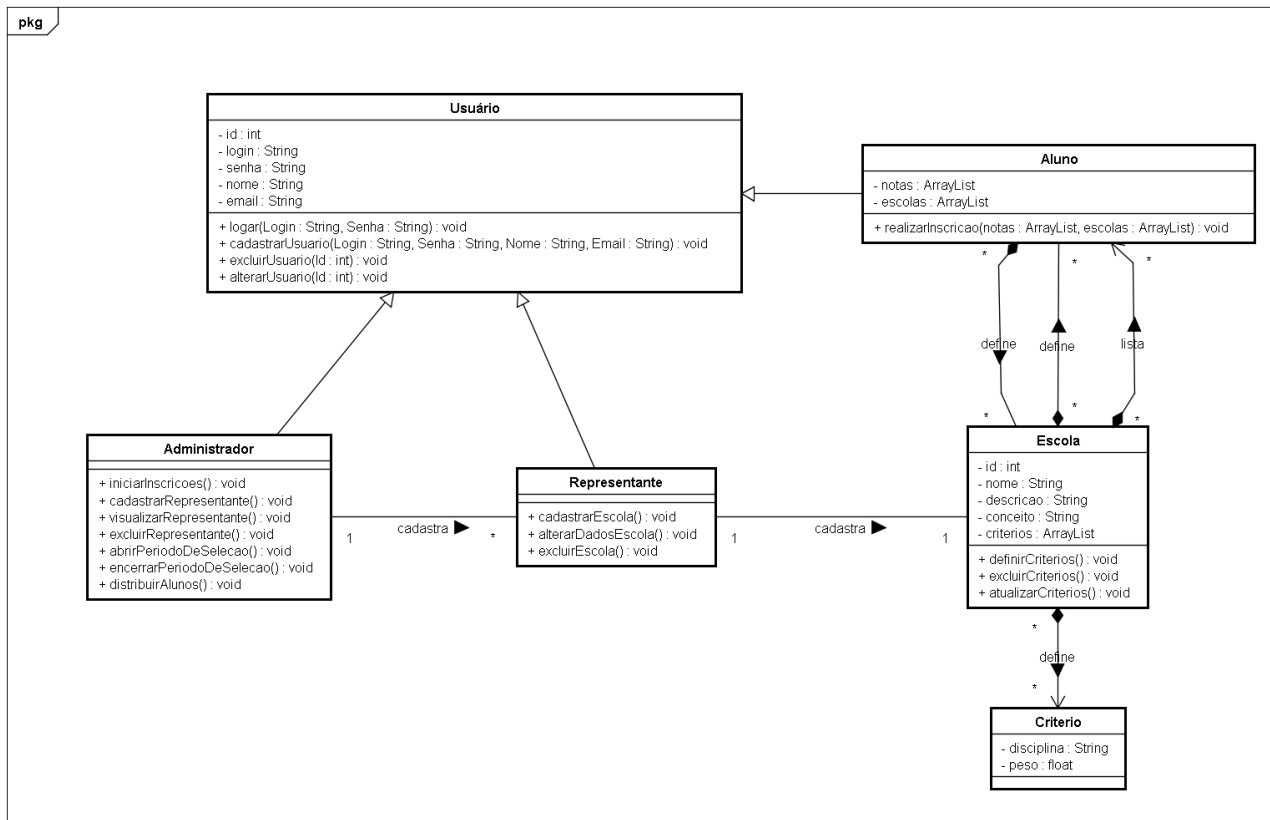 pkg
Usuário
- id : int
- login : String
- senha : String
- nome : String
- email : String
+ logar(Login : String, Senha : String) : void
+ cadastrarUsuario(Login : String, Senha : String, Nome : String, Email : String) : void
+ excluirUsuario(Id : int) : void
+ alterarUsuario(Id : int) : void
Aluno
- notas : ArrayList
- escolas : ArrayList
+ realizarInscricao(notas : ArrayList, escolas : ArrayList) : void
* * *
define define lista
* * *
Administrador
+ iniciarInscricoes() : void
+ cadastrarRepresentante() : void
+ visualizarRepresentante() : void
+ excluirRepresentante() : void
+ abrirPeriodoDeSelecao() : void
+ encerrarPeriodoDeSelecao() : void
+ distribuirAlunos() : void
1 cadastra *
Representante
+ cadastrarEscola() : void
+ alterarDadosEscola() : void
+ excluirEscola() : void
1 cadastra 1
Escola
- id : int
- nome : String
- descricao : String
- conceito : String
- criterios : ArrayList
+ definirCriterios() : void
+ excluirCriterios() : void
+ atualizarCriterios() : void
*
define
*
Criterio
- disciplina : String
- peso : float